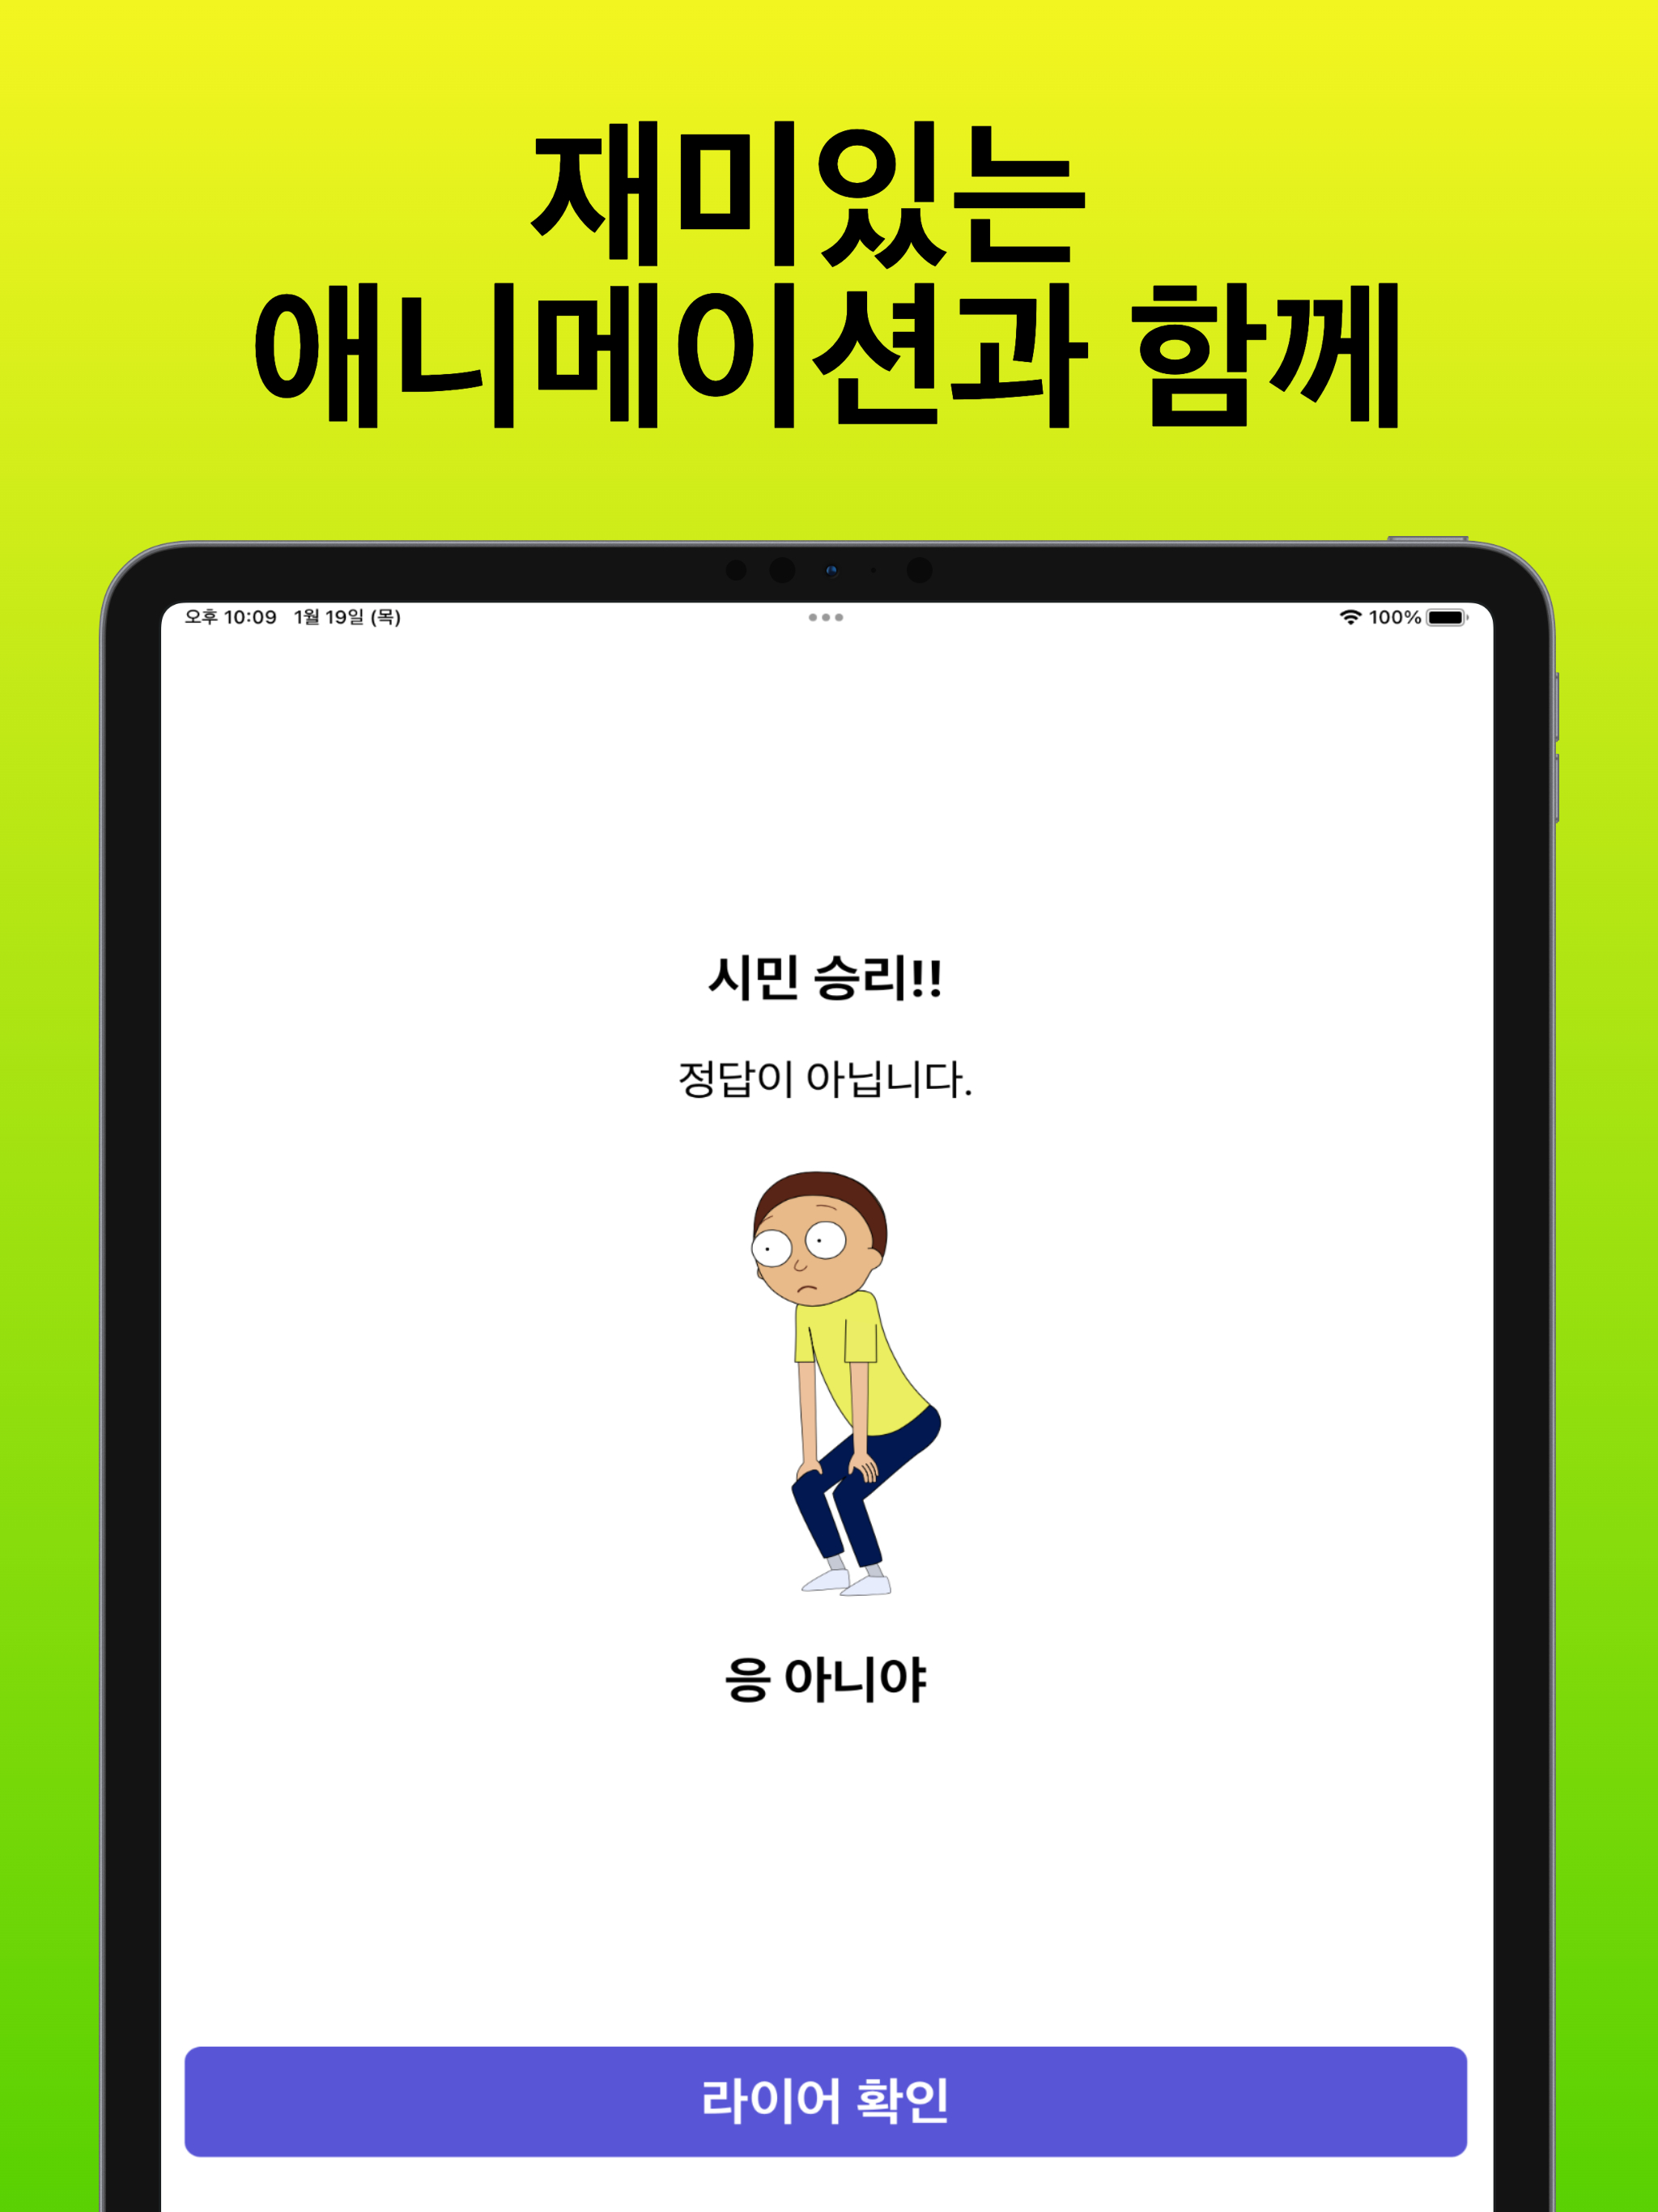 재미있는
애니메이션과 함께
오후 10:09 1월 19일 (목) 100%
시민 승리!!
정답이 아닙니다.
응 아니야
라이어 확인